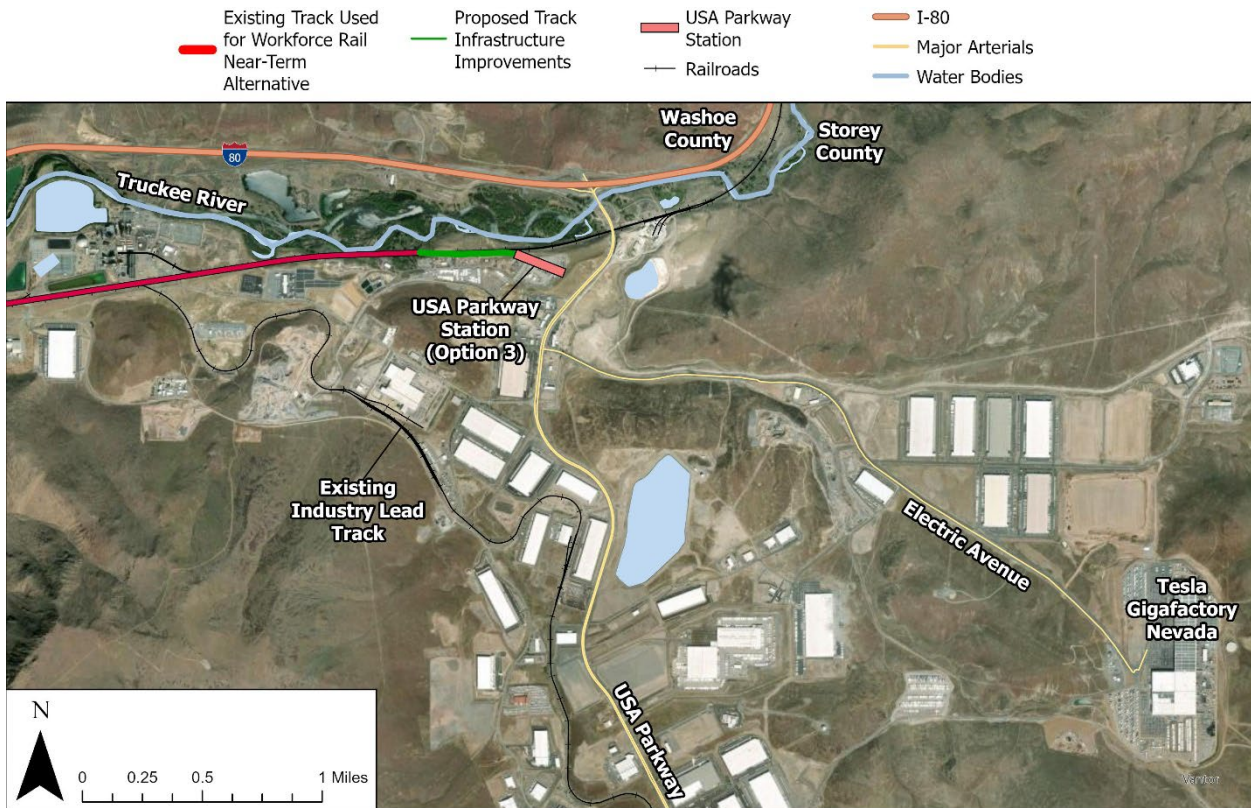 Existing Track Used
for Workforce Rail
Near-Term
Alternative
Proposed Track
Infrastructure
Improvements
USA Parkway
Station
Railroads
I-80
Major Arterials
Water Bodies
Washoe
County
Storey
County
80
Truckee River
USA Parkway
Station
(Option 3)
Existing
Industry Lead
Track
Electric Avenue
Tesla
Gigafactory
Nevada
USA Parkway
N
0 0.25 0.5 1 Miles
Vantor